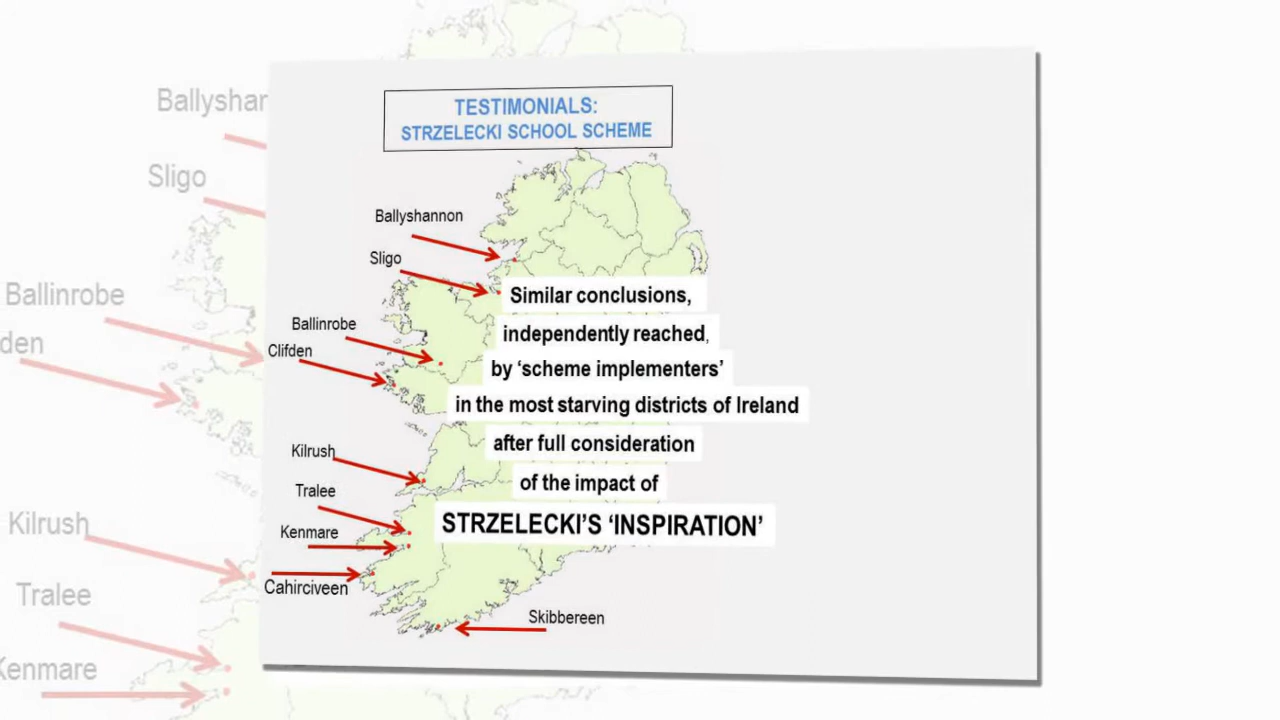 TESTIMONIALS:
STRZELECKI SCHOOL SCHEME
Ballyshannon
Sligo
Ballinrobe
Clifden
Kilrush
Tralee
Kenmare
Cahirciveen
Skibbereen
Similar conclusions,
independently reached,
by ‘scheme implementers’
in the most starving districts of Ireland
after full consideration
of the impact of
STRZELECKI’S ‘INSPIRATION’
Sligo
Ballinrobe
Kilrush
Tralee
Kenmare